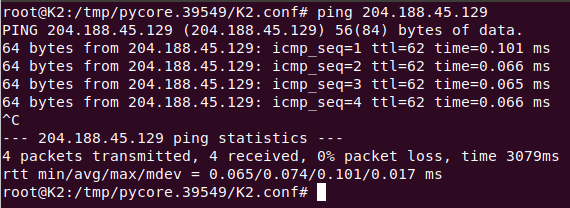 root@K2:/tmp/pycore.39549/K2.conf# ping 204.188.45.129
PING 204.188.45.129 (204.188.45.129) 56(84) bytes of data.
64 bytes from 204.188.45.129: icmp_seq=1 ttl=62 time=0.101 ms
64 bytes from 204.188.45.129: icmp_seq=2 ttl=62 time=0.066 ms
64 bytes from 204.188.45.129: icmp_seq=3 ttl=62 time=0.065 ms
64 bytes from 204.188.45.129: icmp_seq=4 ttl=62 time=0.066 ms
^C
--- 204.188.45.129 ping statistics ---
4 packets transmitted, 4 received, 0% packet loss, time 3079ms
rtt min/avg/max/mdev = 0.065/0.074/0.101/0.017 ms
root@K2:/tmp/pycore.39549/K2.conf#